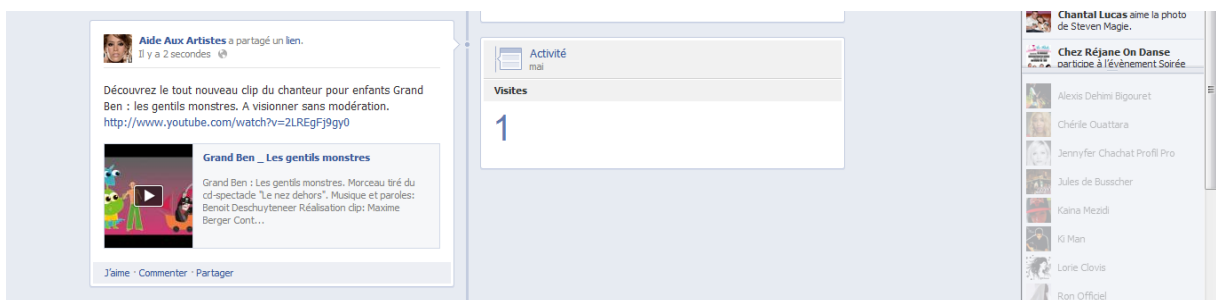 Aide Aux Artistes a partagé un lien.
Il y a 2 secondes
Découvrez le tout nouveau clip du chanteur pour enfants Grand
Ben : les gentils monstres. A visionner sans modération.
http://www.youtube.com/watch?v=2LREgFj9gy0
Grand Ben _ Les gentils monstres
Grand Ben : Les gentils monstres. Morceau tiré du
cd-spectacle "Le nez dehors". Musique et paroles:
Benoit Deschuyteneer Réalisation clip: Maxime
Berger Cont...
J'aime · Commenter · Partager
Activité
mai
Visites
1
Chantal Lucas aime la photo
de Steven Magie.
Chez Réjane On Danse
participe à l'évènement Soirée
Alexis Dehimi Bigouret
Chérile Ouattara
Jennyfer Chachat Profil Pro
Jules de Busscher
Kaina Mezidi
Ki Man
Lorie Clovis
Ron Officiel